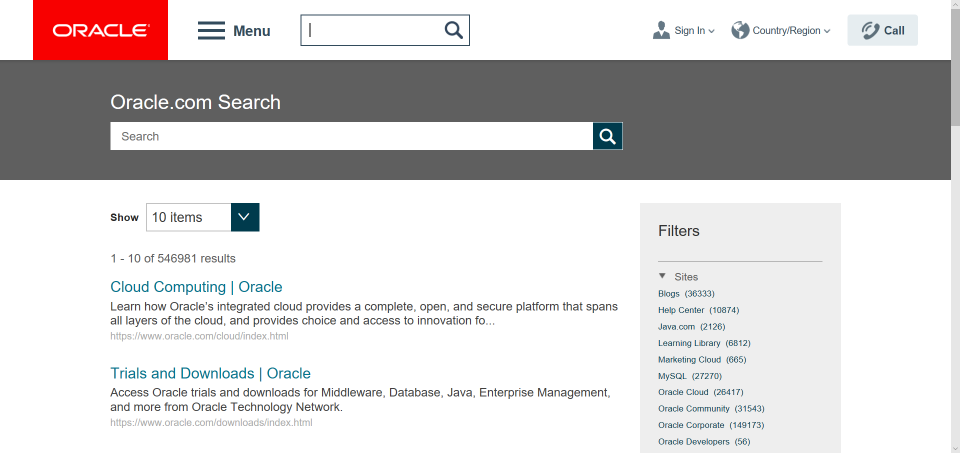 ORACLE
Menu
Sign In
Country/Region
Call
Oracle.com Search
Search
Show
10 items
1 - 10 of 546981 results
Cloud Computing | Oracle
Learn how Oracle's integrated cloud provides a complete, open, and secure platform that spans
all layers of the cloud, and provides choice and access to innovation fo...
https://www.oracle.com/cloud/index.html
Trials and Downloads | Oracle
Access Oracle trials and downloads for Middleware, Database, Java, Enterprise Management,
and more from Oracle Technology Network.
https://www.oracle.com/downloads/index.html
Filters
Sites
Blogs (36333)
Help Center (10874)
Java.com (2126)
Learning Library (6812)
Marketing Cloud (665)
MySQL (27270)
Oracle Cloud (26417)
Oracle Community (31543)
Oracle Corporate (149173)
Oracle Developers (56)